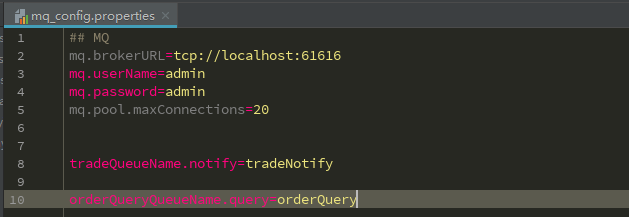 mq_config.properties
1 ## MQ
2 mq.brokerURL=tcp://localhost:61616
3 mq.userName=admin
4 mq.password=admin
5 mq.pool.maxConnections=20
6
7
8 tradeQueueName.notify=tradeNotify
9
10 orderQueryQueueName.query=orderQuery